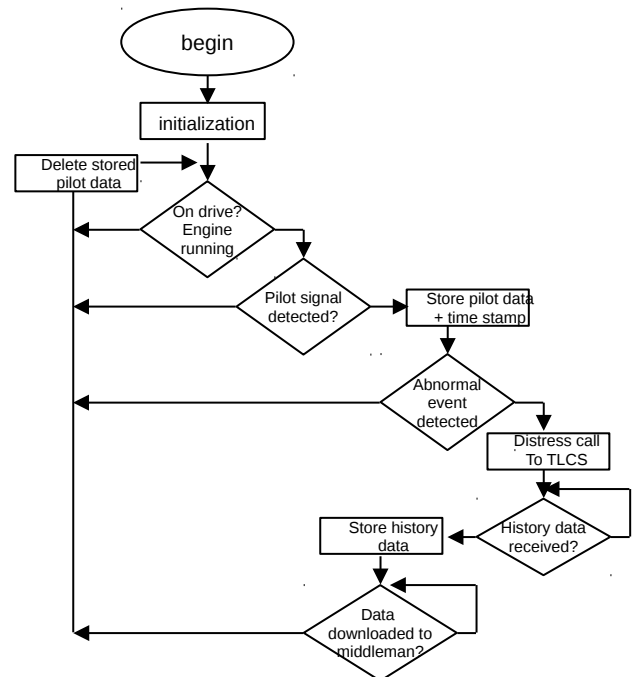 begin
initialization
Delete stored
pilot data
On drive?
Engine
running
Pilot signal
detected?
Store pilot data
+ time stamp
Abnormal
event
detected
Distress call
To TLCS
History data
received?
Store history
data
Data
downloaded to
middleman?